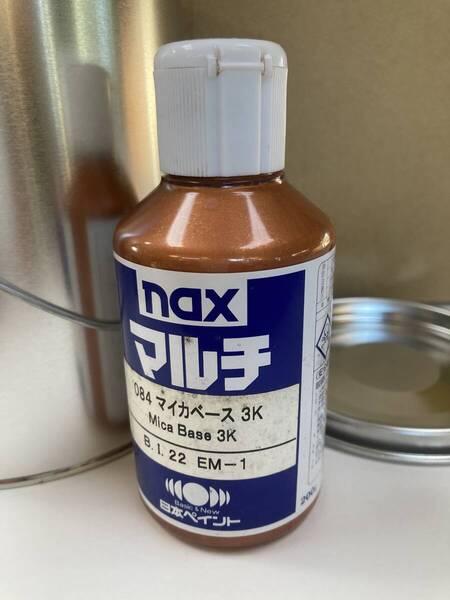 nax
マルチ
084 マイカベース 3K
Mica Base 3K
B.I. 22 EM-1
Basic & New
日本ペイント